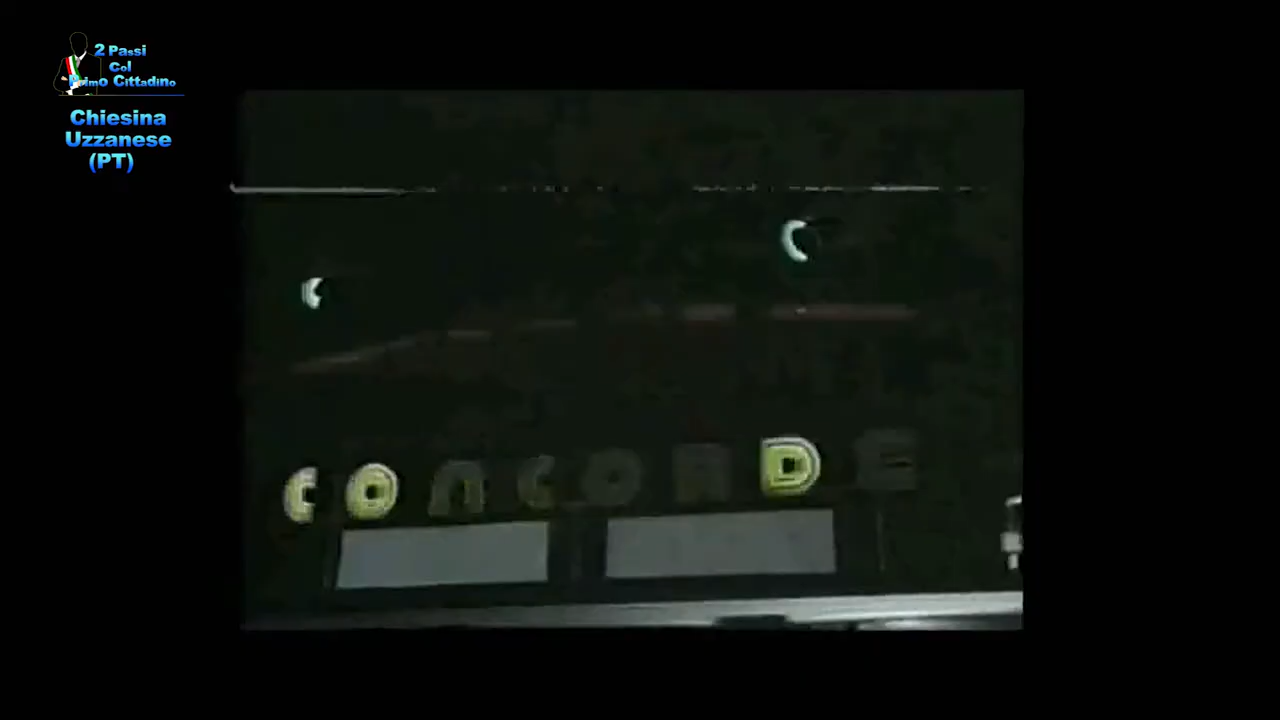 2 Passi
Col
Primo Cittadino
Chiesina
Uzzanese
(PT)
CONCORDE